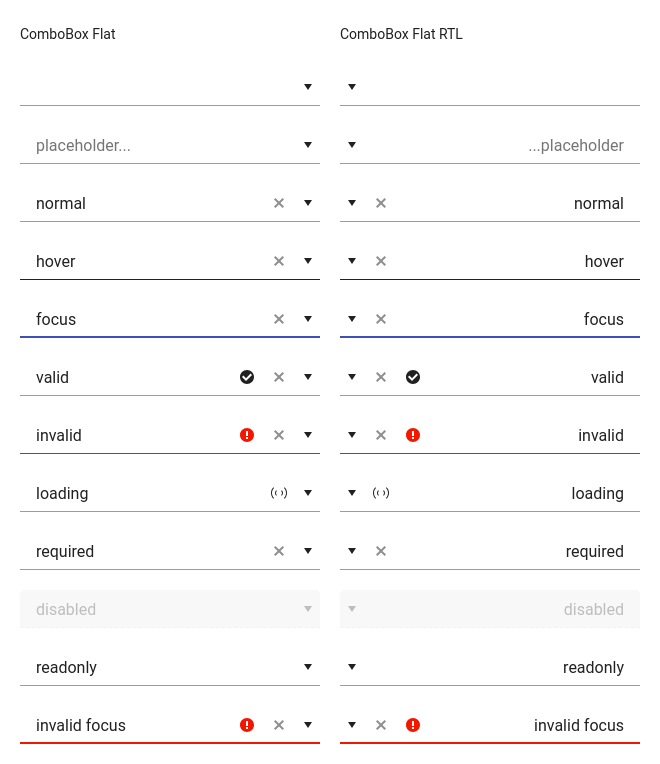 ComboBox Flat
ComboBox Flat RTL
placeholder...
...placeholder
normal
normal
hover
hover
focus
focus
valid
valid
invalid
invalid
loading
loading
required
required
disabled
disabled
readonly
readonly
invalid focus
invalid focus